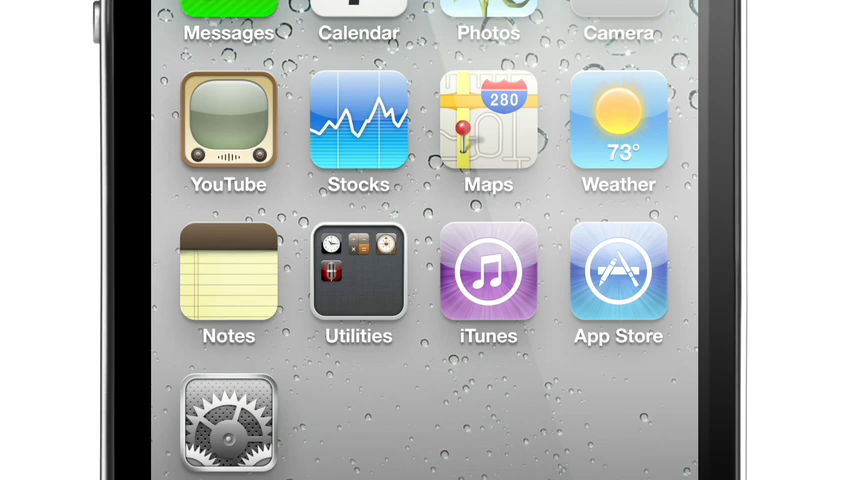 Messages Calendar Photos Camera
280
73°
YouTube Stocks Maps Weather
Notes Utilities iTunes App Store